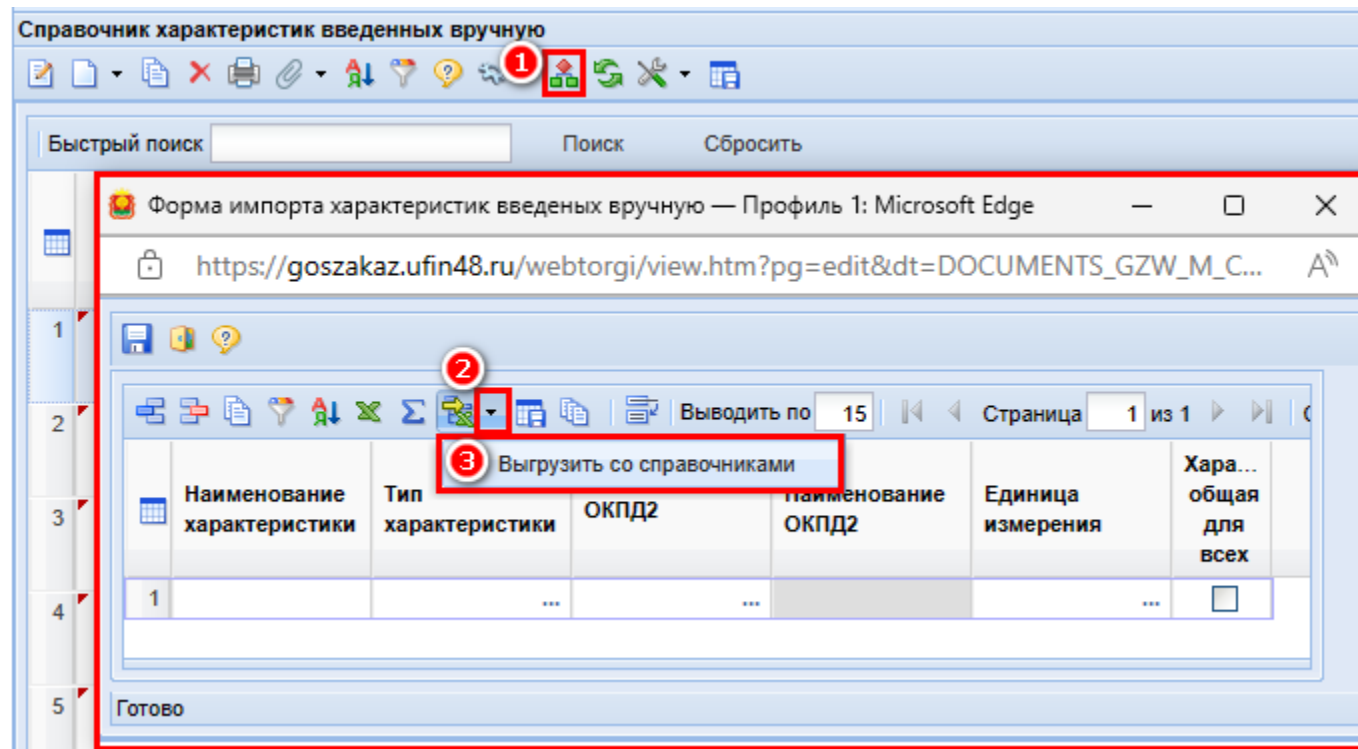 Справочник характеристик введенных вручную
1
Быстрый поиск Поиск Сбросить
Форма импорта характеристик введеных вручную — Профиль 1: Microsoft Edge
https://goszakaz.ufin48.ru/webtorgi/view.htm?pg=edit&dt=DOCUMENTS_GZW_M_C...
1
2
Выводить по 15 Страница 1 из 1
3 Выгрузить со справочниками
2
Наименование характеристики
Тип характеристики
ОКПД2
Наименование ОКПД2
Единица измерения
Хара... общая для всех
3
1 ... ... ...
4
5
Готово